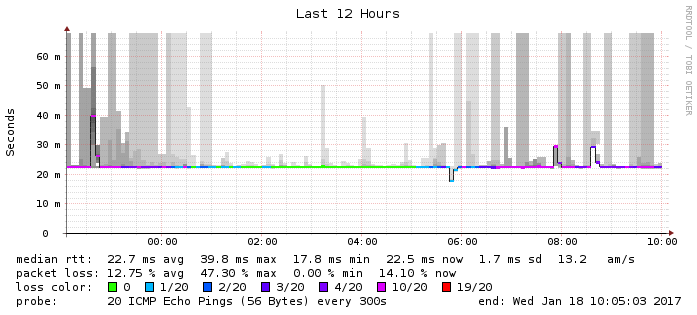 Last 12 Hours
RRDTOOL / TOBI OETIKER
Seconds
60 m
50 m
40 m
30 m
20 m
10 m
0
00:00 02:00 04:00 06:00 08:00 10:00
median rtt: 22.7 ms avg 39.8 ms max 17.8 ms min 22.5 ms now 1.7 ms sd 13.2 am/s
packet loss: 12.75 % avg 47.30 % max 0.00 % min 14.10 % now
loss color: 0 1/20 2/20 3/20 4/20 10/20 19/20
probe: 20 ICMP Echo Pings (56 Bytes) every 300s end: Wed Jan 18 10:05:03 2017